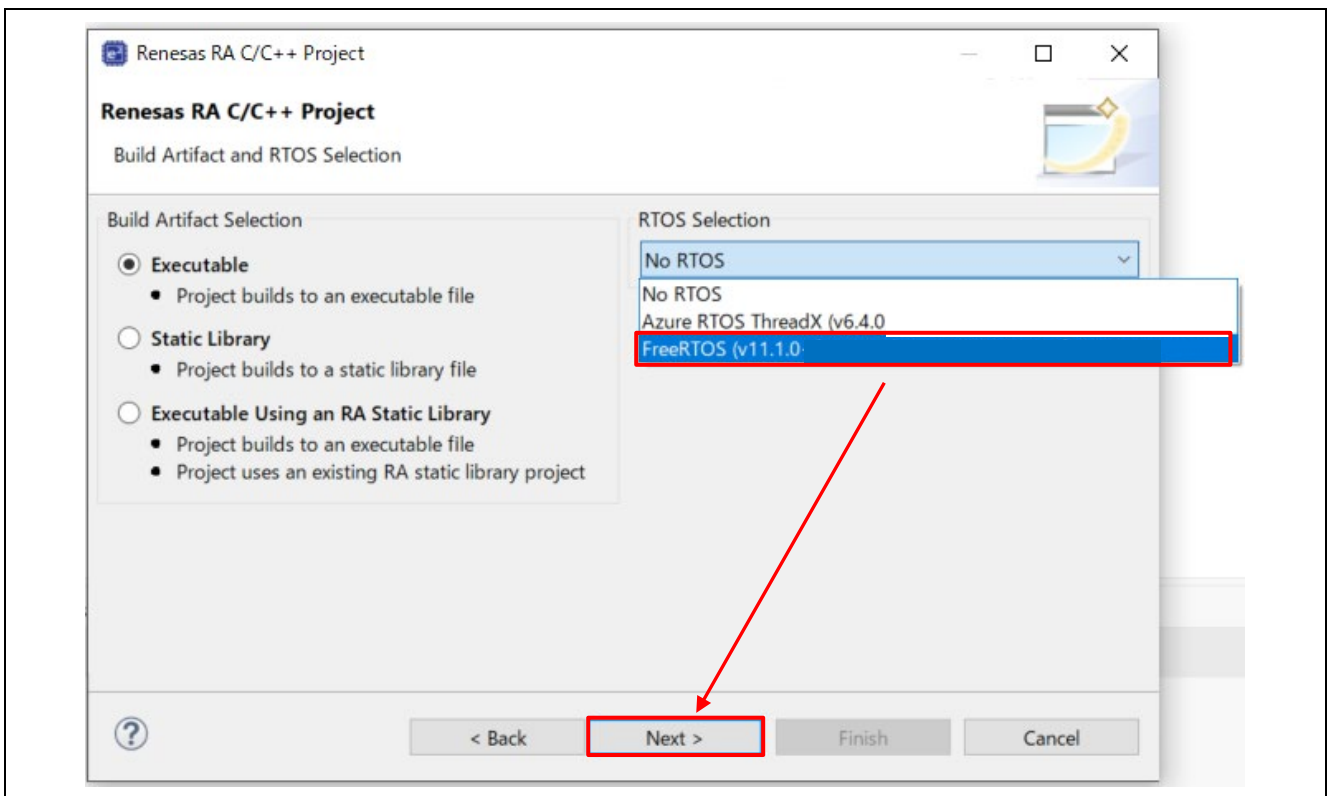 Renesas RA C/C++ Project
Renesas RA C/C++ Project
Build Artifact and RTOS Selection
Build Artifact Selection
Executable
• Project builds to an executable file
Static Library
• Project builds to a static library file
Executable Using an RA Static Library
• Project builds to an executable file
• Project uses an existing RA static library project
RTOS Selection
No RTOS
No RTOS
Azure RTOS ThreadX (v6.4.0
FreeRTOS (v11.1.0
?
< Back
Next >
Finish
Cancel